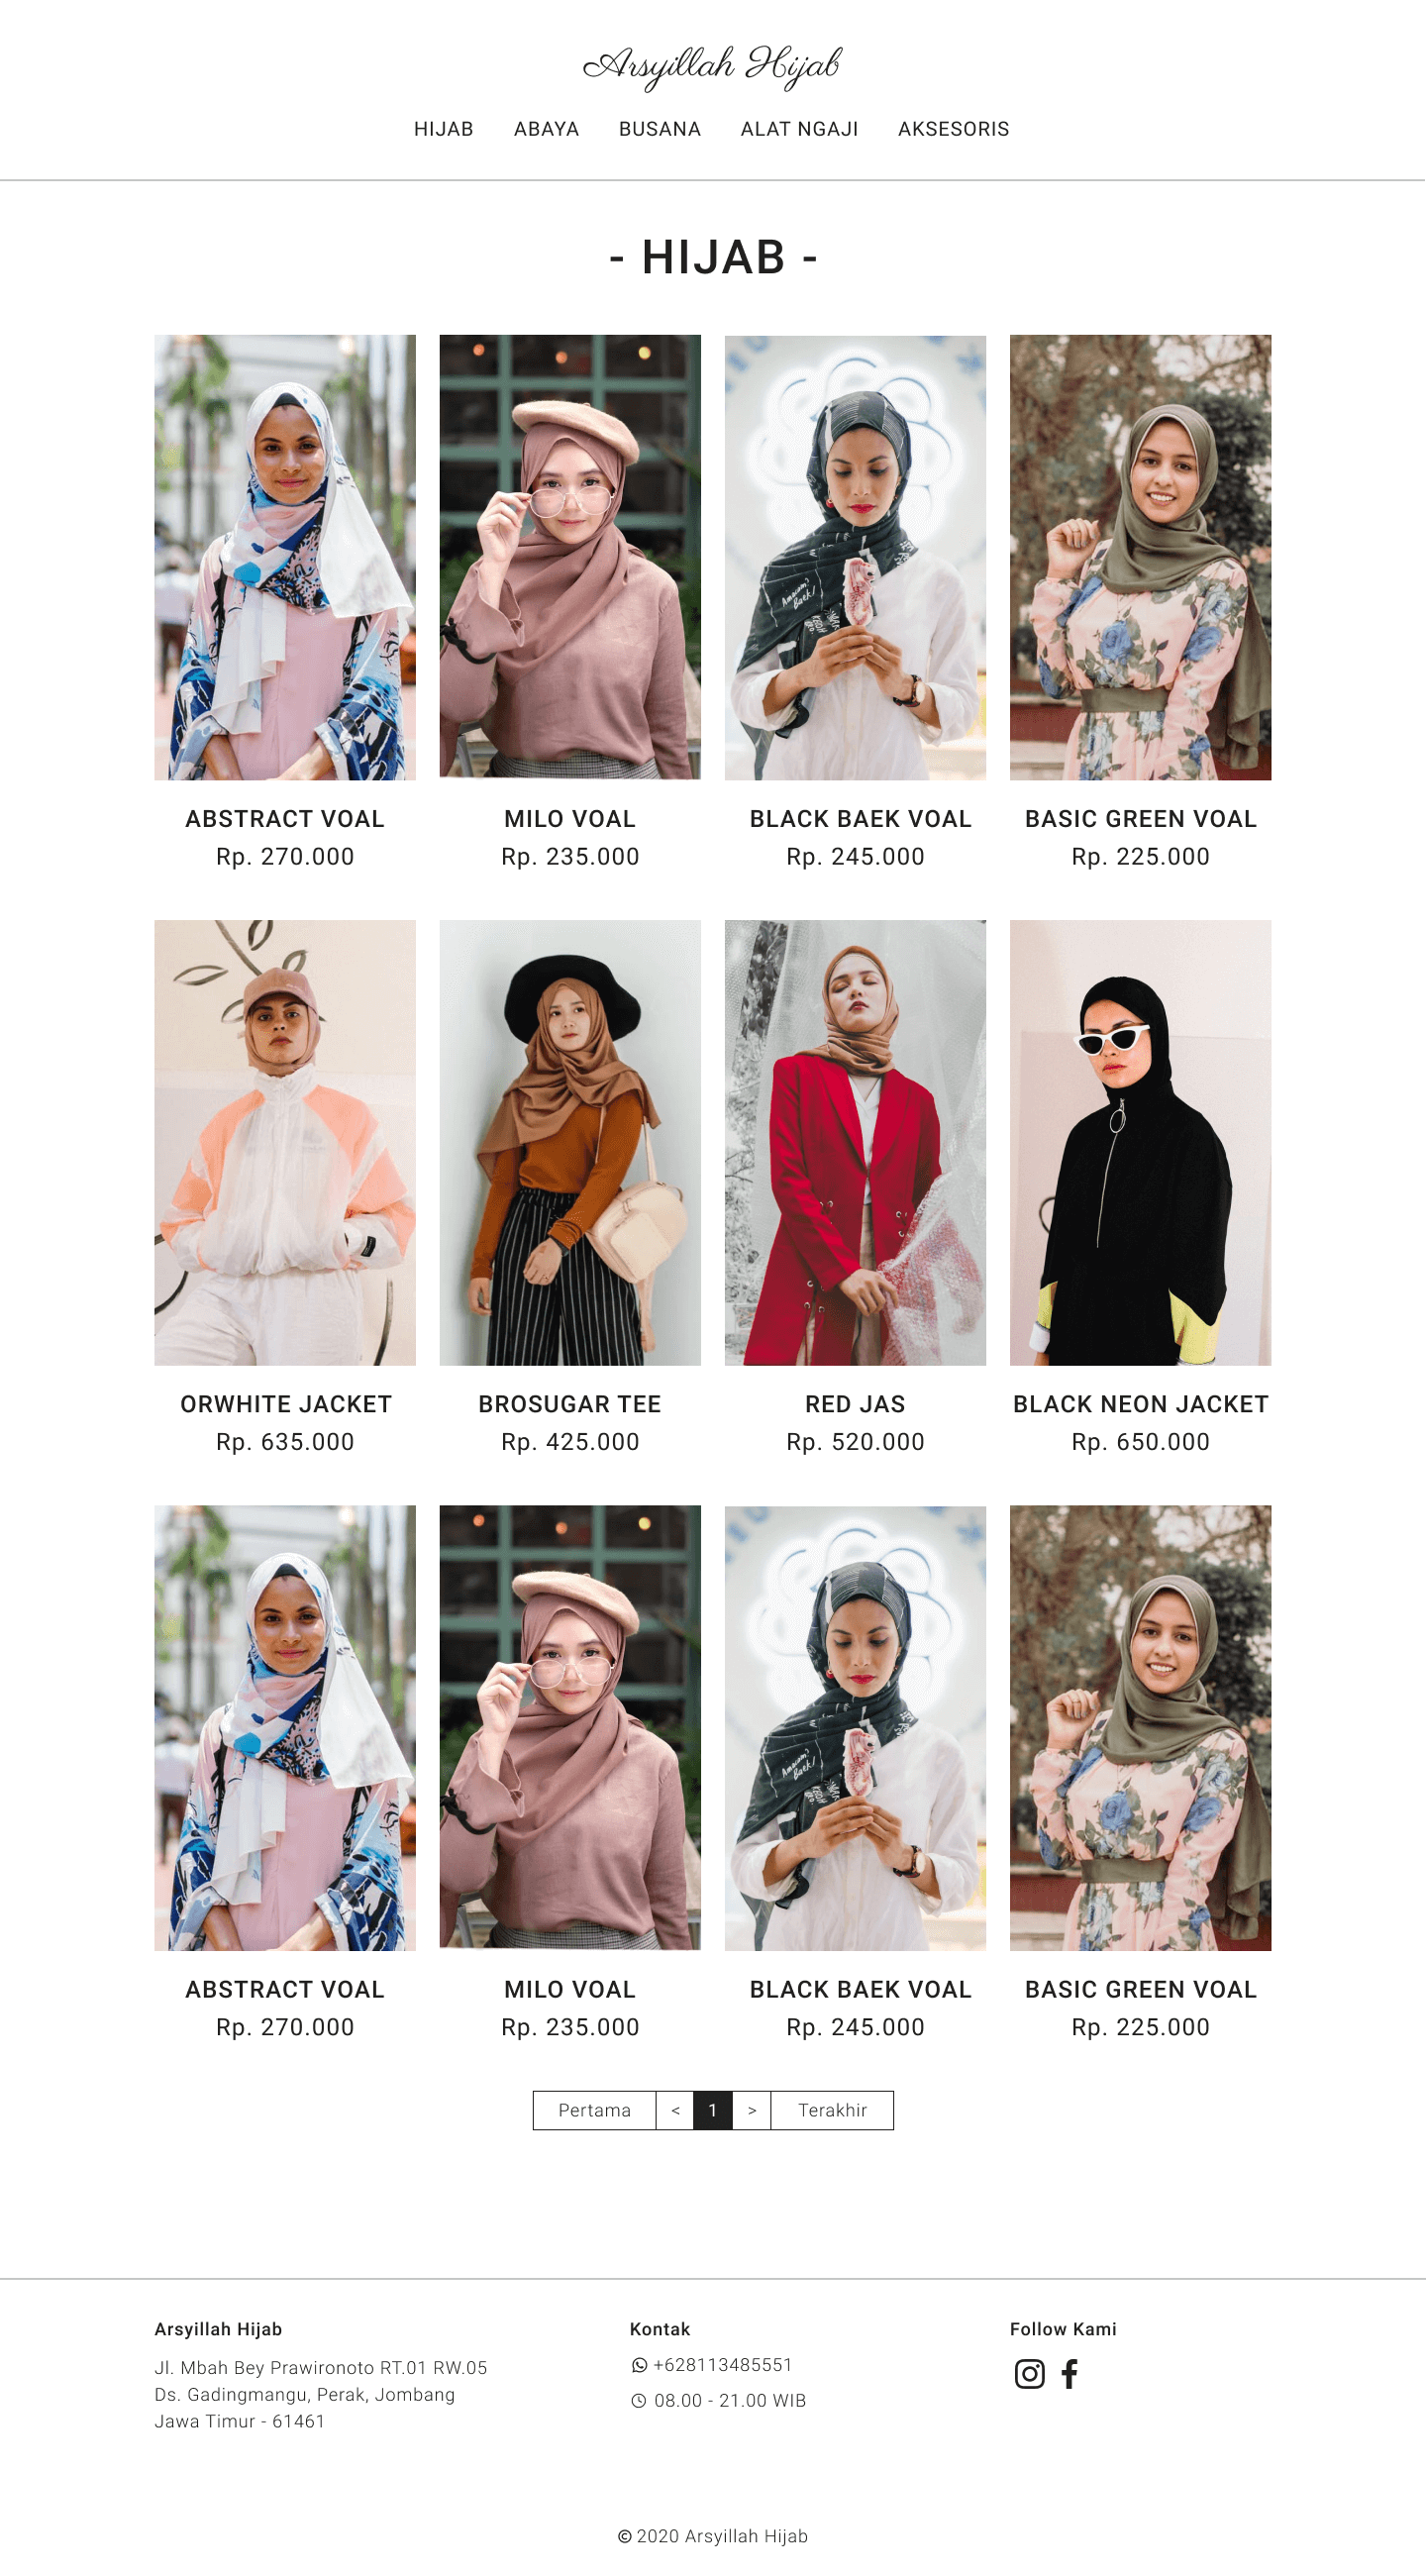 Arsyillah Hijab
HIJAB ABAYA BUSANA ALAT NGAJI AKSESORIS
- HIJAB -
Amacom?
Baek!
ABSTRACT VOAL MILO VOAL BLACK BAEK VOAL BASIC GREEN VOAL
Rp. 270.000 Rp. 235.000 Rp. 245.000 Rp. 225.000
ORWHITE JACKET BROSUGAR TEE RED JAS BLACK NEON JACKET
Rp. 635.000 Rp. 425.000 Rp. 520.000 Rp. 650.000
Baek!
ABSTRACT VOAL MILO VOAL BLACK BAEK VOAL BASIC GREEN VOAL
Rp. 270.000 Rp. 235.000 Rp. 245.000 Rp. 225.000
Pertama < 1 > Terakhir
Arsyillah Hijab
Jl. Mbah Bey Prawironoto RT.01 RW.05
Ds. Gadingmangu, Perak, Jombang
Jawa Timur - 61461
Kontak
+628113485551
08.00 - 21.00 WIB
Follow Kami
© 2020 Arsyillah Hijab